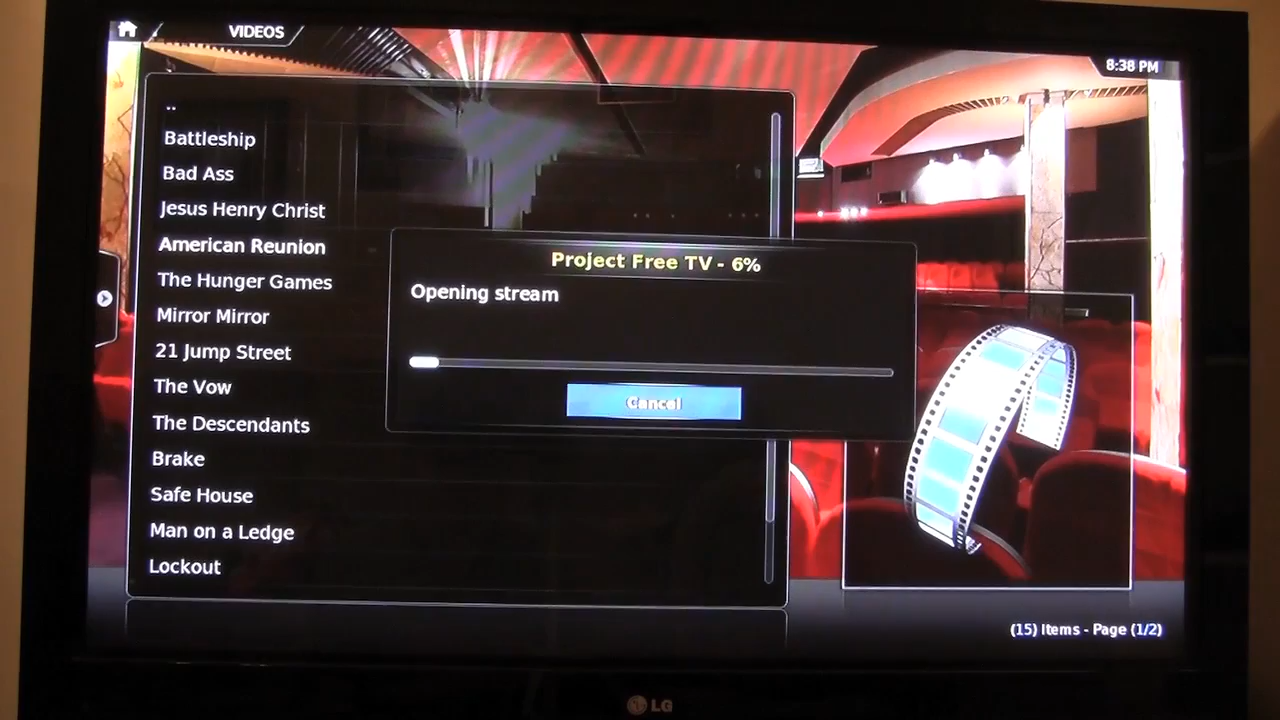 VIDEOS
8:38 PM
..
Battleship
Bad Ass
Jesus Henry Christ
American Reunion
The Hunger Games
Mirror Mirror
21 Jump Street
The Vow
The Descendants
Brake
Safe House
Man on a Ledge
Lockout
Project Free TV - 6%
Opening stream
Cancel
(15) Items - Page (1/2)
LG